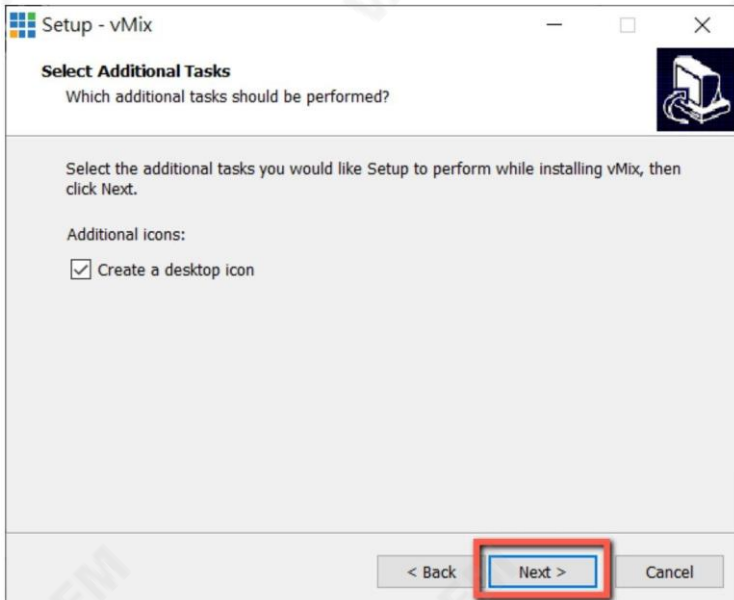 Setup - vMix
Select Additional Tasks
Which additional tasks should be performed?
Select the additional tasks you would like Setup to perform while installing vMix, then
click Next.
Additional icons:
Create a desktop icon
< Back
Next >
Cancel